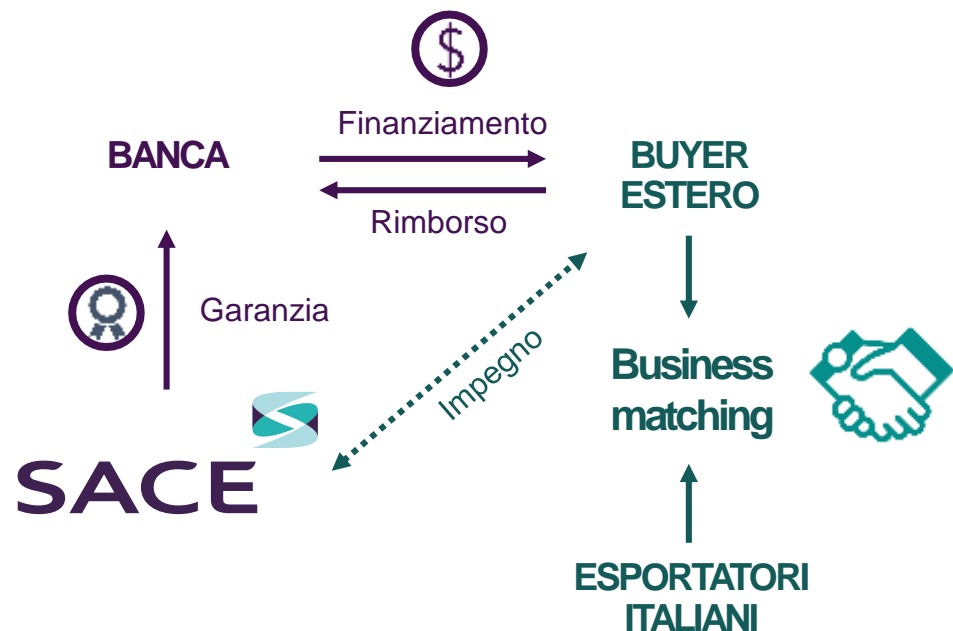 $
Finanziamento
BANCA
BUYER
ESTERO
Rimborso
Garanzia
Impegno
Business
matching
SACE
ESPORTATORI
ITALIANI